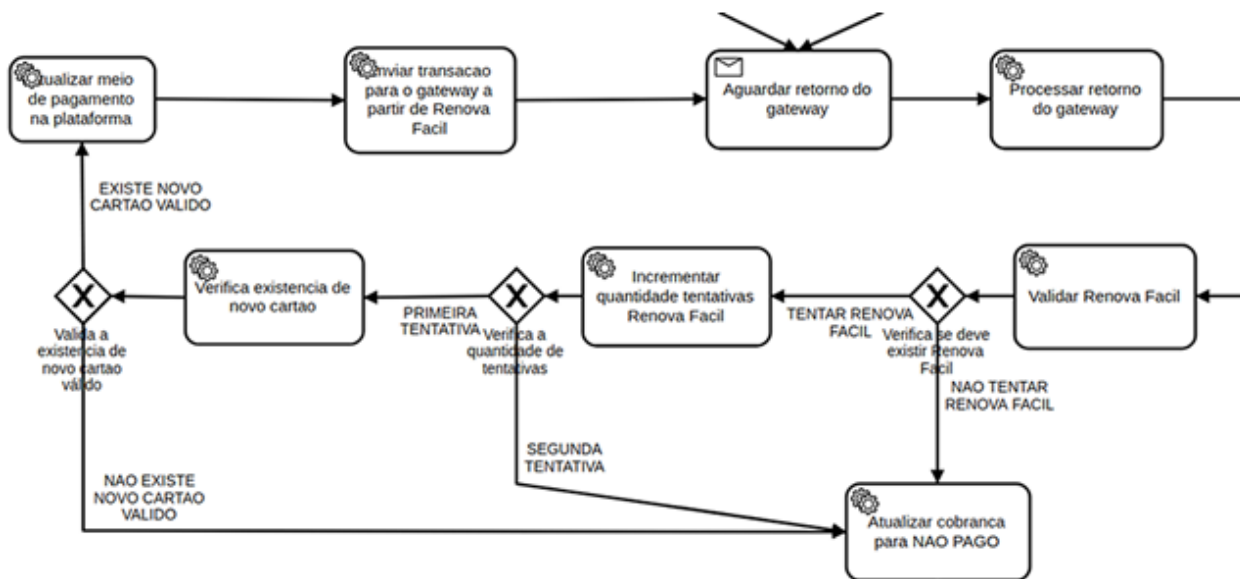 Atualizar meio
de pagamento
na plataforma
Enviar transacao
para o gateway a
partir de Renova
Facil
Aguardar retorno do
gateway
Processar retorno
do gateway
EXISTE NOVO
CARTAO VALIDO
Verifica existencia de
novo cartao
Incrementar
quantidade tentativas
Renova Facil
Validar Renova Facil
PRIMEIRA
TENTATIVA
TENTAR RENOVA
FACIL
Valida a
existencia de
novo cartao
válido
Verifica a
quantidade de
tentativas
Verifica se deve
existir Renova
Facil
NAO TENTAR
RENOVA FACIL
SEGUNDA
TENTATIVA
NAO EXISTE
NOVO CARTAO
VALIDO
Atualizar cobranca
para NAO PAGO